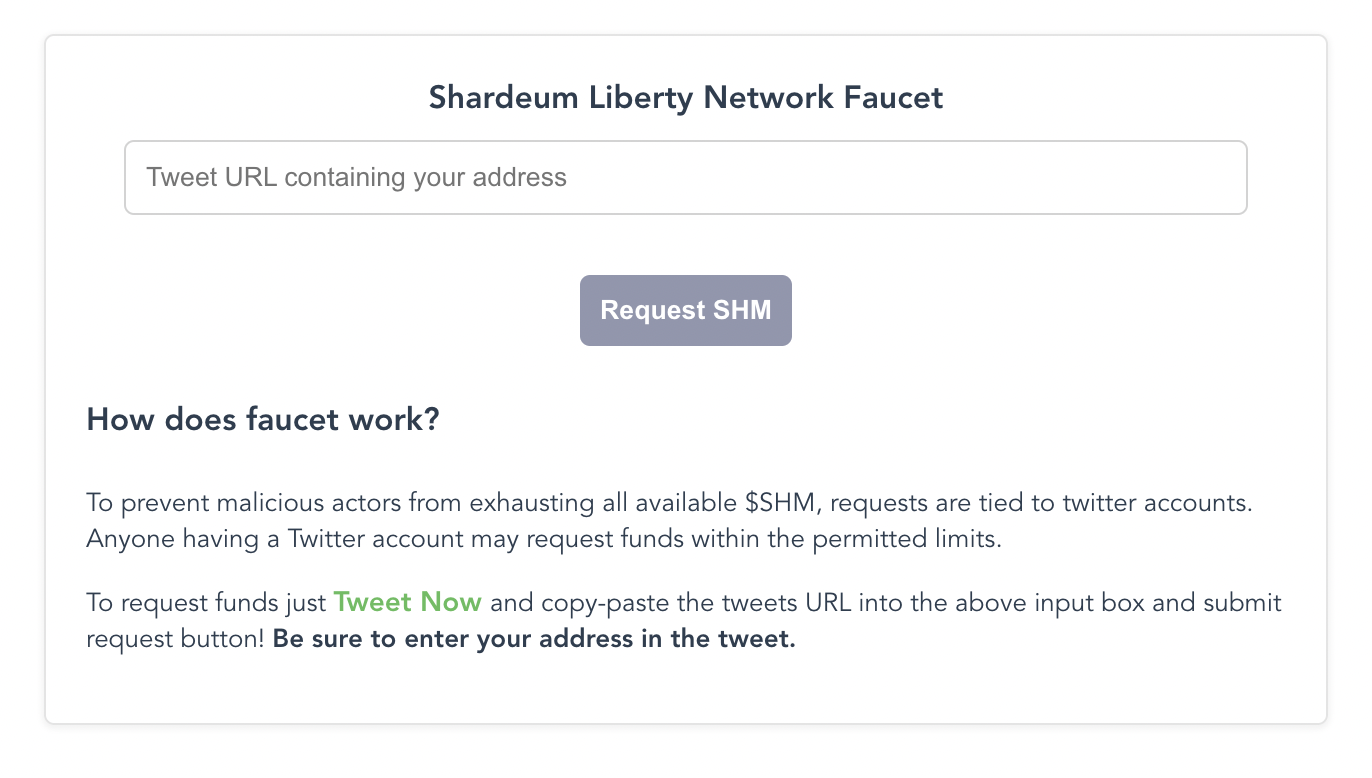 Shardeum Liberty Network Faucet
Tweet URL containing your address
Request SHM
How does faucet work?
To prevent malicious actors from exhausting all available $SHM, requests are tied to twitter accounts.
Anyone having a Twitter account may request funds within the permitted limits.
To request funds just Tweet Now and copy-paste the tweets URL into the above input box and submit
request button! Be sure to enter your address in the tweet.